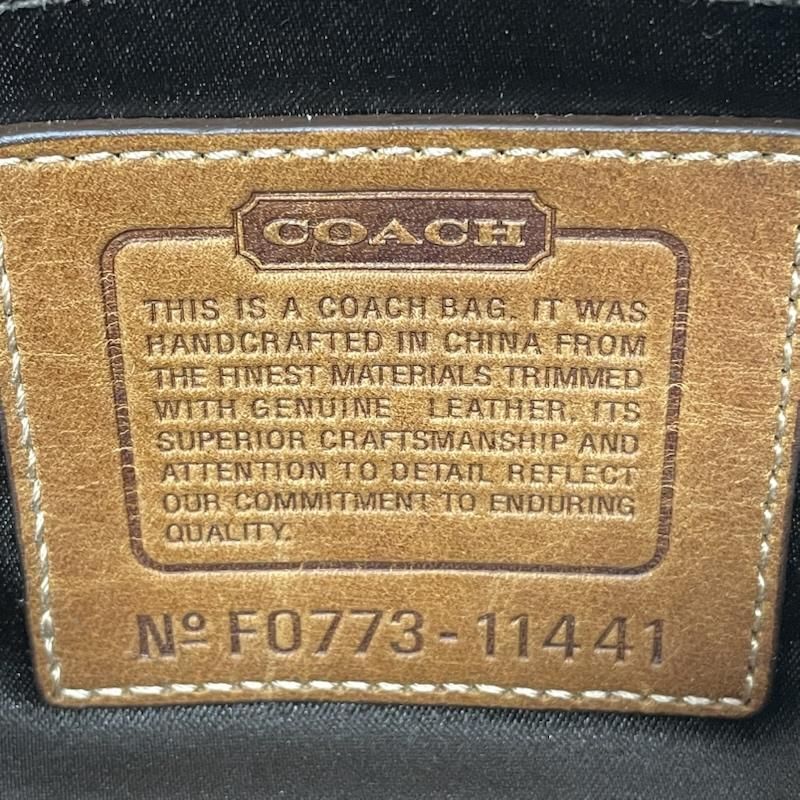 COACH
THIS IS A COACH BAG. IT WAS
HANDCRAFTED IN CHINA FROM
THE FINEST MATERIALS TRIMMED
WITH GENUINE LEATHER. ITS
SUPERIOR CRAFTSMANSHIP AND
ATTENTION TO DETAIL REFLECT
OUR COMMITMENT TO ENDURING
QUALITY.
Nº F0773-11441